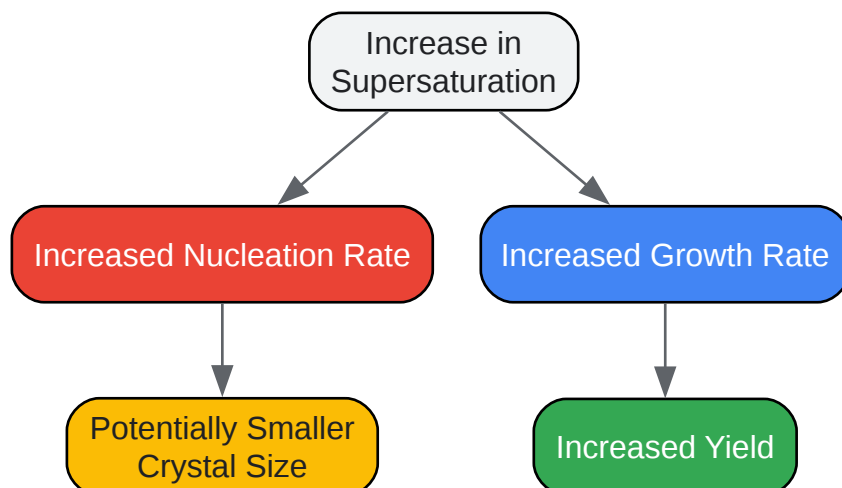 Increase in
Supersaturation
Increased Nucleation Rate
Increased Growth Rate
Potentially Smaller
Crystal Size
Increased Yield